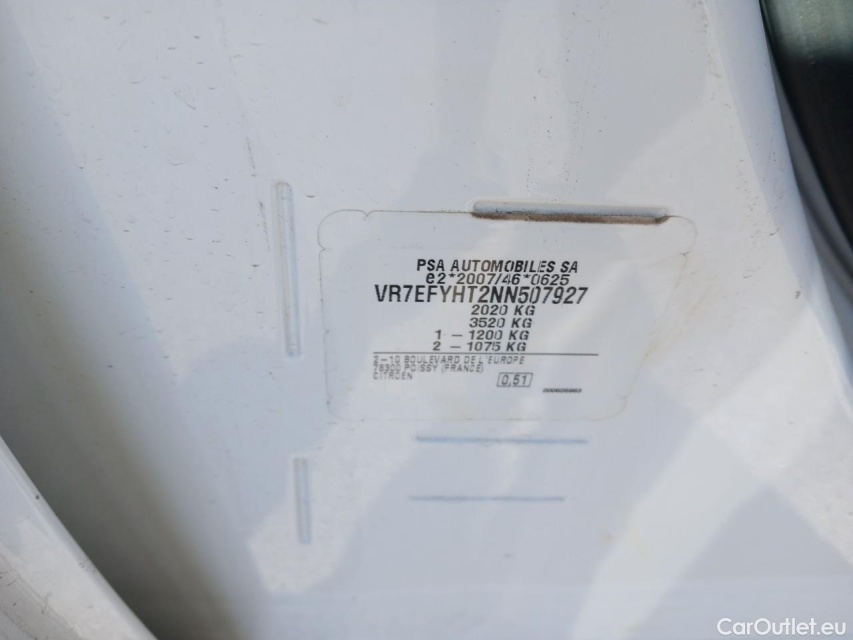 PSA AUTOMOBILES SA
e2*2007/46*0625
VR7EFYHT2NN507927
2020 KG
3520 KG
1 – 1200 KG
2 – 1075 KG
2–10 BOULEVARD DE L'EUROPE
78300 POISSY (FRANCE)
CITROEN
0.51
CarOutlet.eu